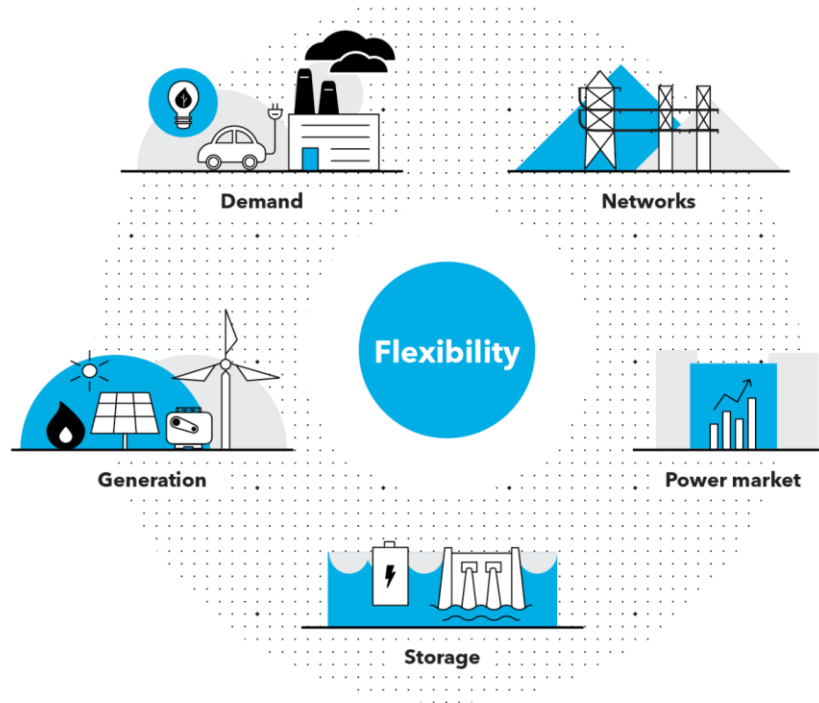 Demand
Networks
Flexibility
Generation
Power market
Storage